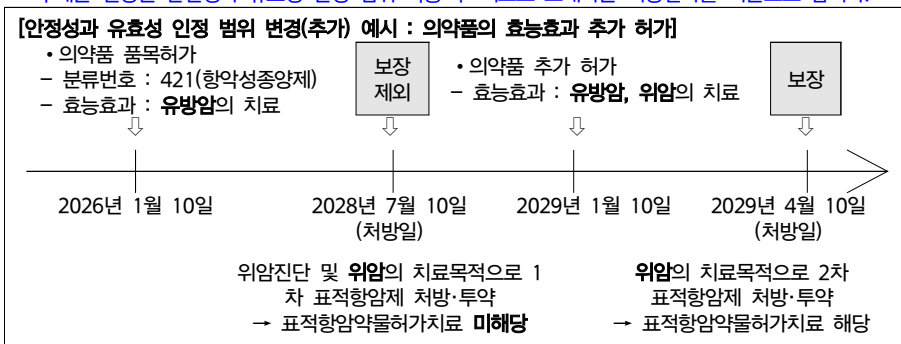 [안정성과 유효성 인정 범위 변경(추가) 예시 : 의약품의 효능효과 추가 허가]
• 의약품 품목허가
– 분류번호 : 421(항악성종양제)
– 효능효과 : 유방암의 치료
보장
제외
• 의약품 추가 허가
– 효능효과 : 유방암, 위암의 치료
보장
2026년 1월 10일
2028년 7월 10일
(처방일)
2029년 1월 10일
2029년 4월 10일
(처방일)
위암진단 및 위암의 치료목적으로 1
차 표적항암제 처방·투약
→ 표적항암약물허가치료 미해당
위암의 치료목적으로 2차
표적항암제 처방·투약
→ 표적항암약물허가치료 해당